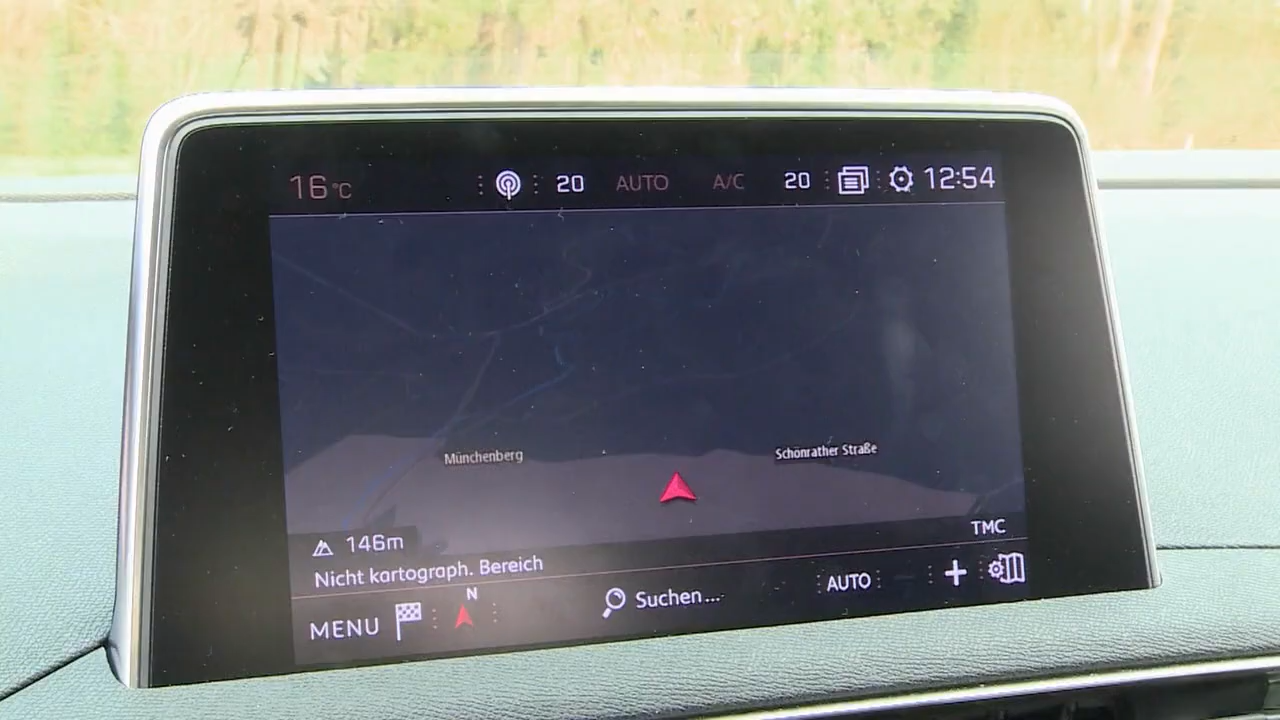 16°C 20 AUTO A/C 20 12:54
Münchenberg
Schönrather Straße
TMC
146m
Nicht kartograph. Bereich
N
MENU Suchen... AUTO